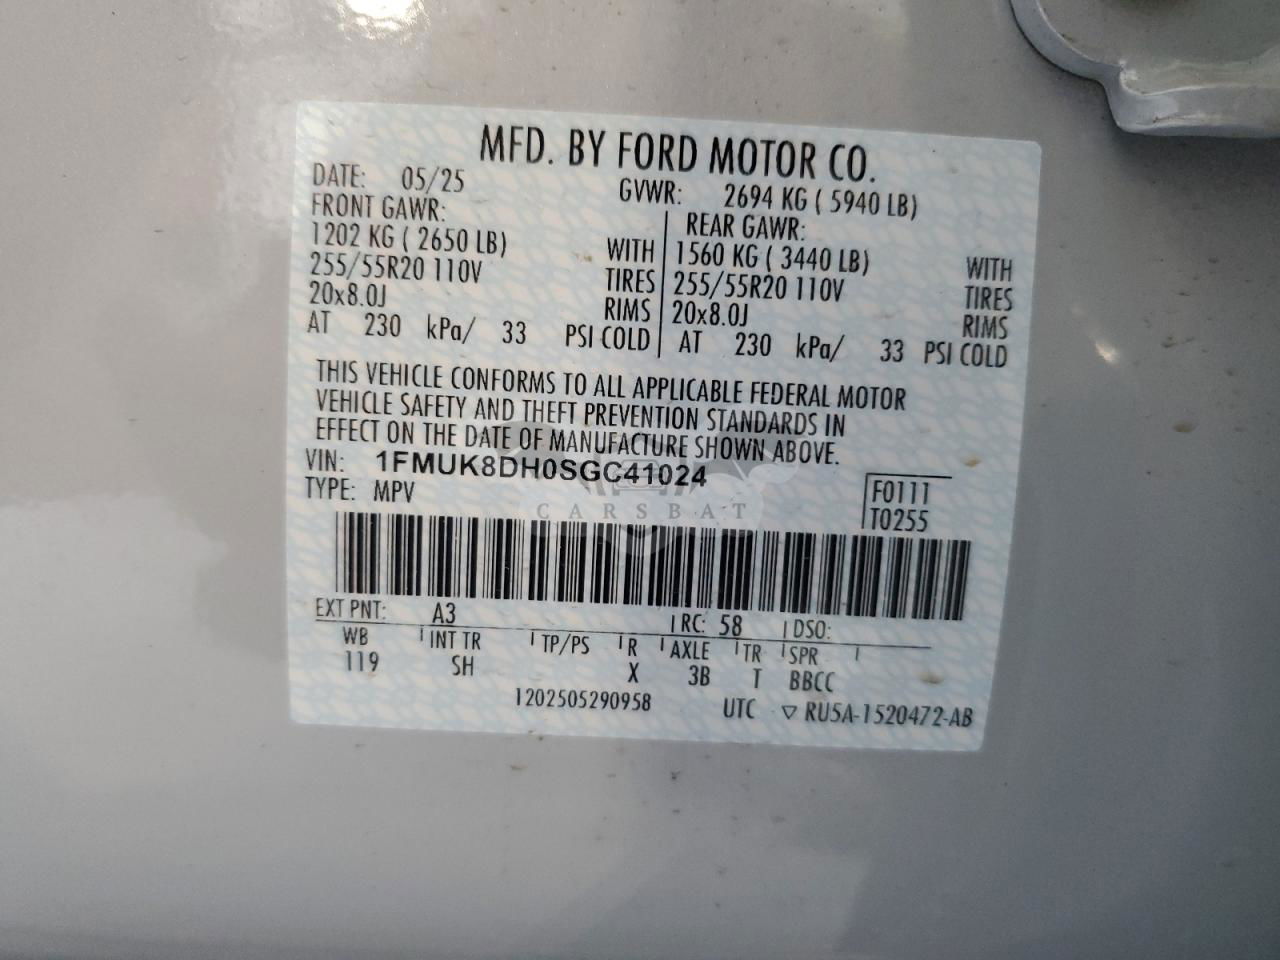 MFD. BY FORD MOTOR CO.
DATE: 05/25 GVWR: 2694 KG ( 5940 LB)
FRONT GAWR: REAR GAWR:
1202 KG ( 2650 LB) WITH 1560 KG ( 3440 LB) WITH
255/55R20 110V TIRES 255/55R20 110V TIRES
20x8.0J RIMS 20x8.0J RIMS
AT 230 kPa/ 33 PSI COLD AT 230 kPa/ 33 PSI COLD
THIS VEHICLE CONFORMS TO ALL APPLICABLE FEDERAL MOTOR
VEHICLE SAFETY AND THEFT PREVENTION STANDARDS IN
EFFECT ON THE DATE OF MANUFACTURE SHOWN ABOVE.
VIN: 1FMUK8DH0SGC41024
TYPE: MPV
F0111
T0255
CARSBAT
EXT PNT: A3 RC: 58 DSO:
WB INT TR TP/PS R AXLE TR SPR
119 SH X 3B T BBCC
1202505290958 UTC ▽ RU5A-1520472-AB